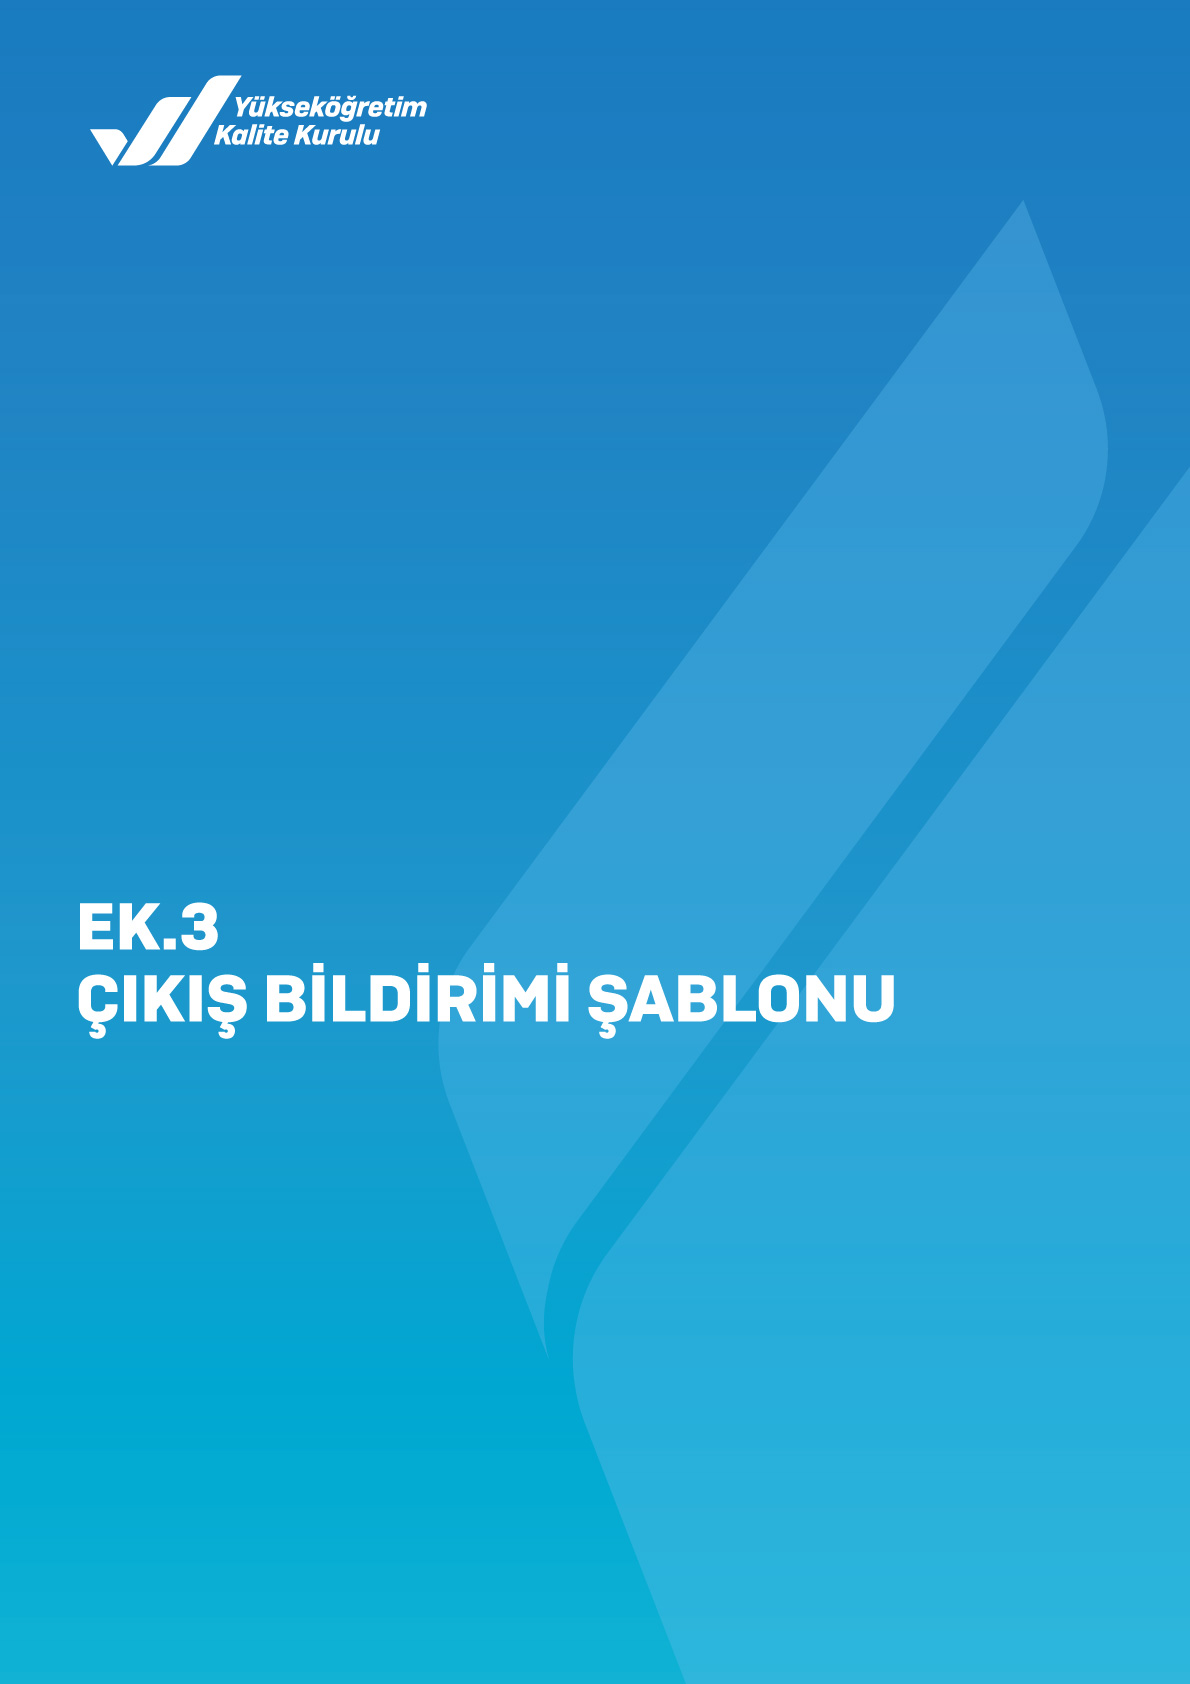 Yükseköğretim
Kalite Kurulu
EK.3
ÇIKIŞ BİLDİRİMİ ŞABLONU